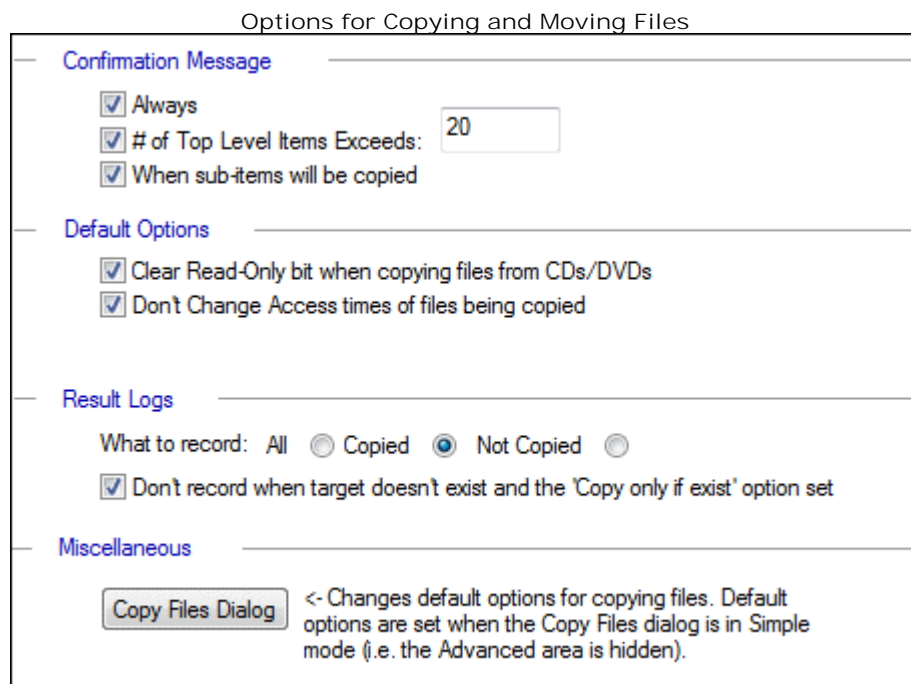 Options for Copying and Moving Files
Confirmation Message
Always
# of Top Level Items Exceeds: 20
When sub-items will be copied
Default Options
Clear Read-Only bit when copying files from CDs/DVDs
Don't Change Access times of files being copied
Result Logs
What to record: All Copied Not Copied
Don't record when target doesn't exist and the 'Copy only if exist' option set
Miscellaneous
Copy Files Dialog
<- Changes default options for copying files. Default
options are set when the Copy Files dialog is in Simple
mode (i.e. the Advanced area is hidden).